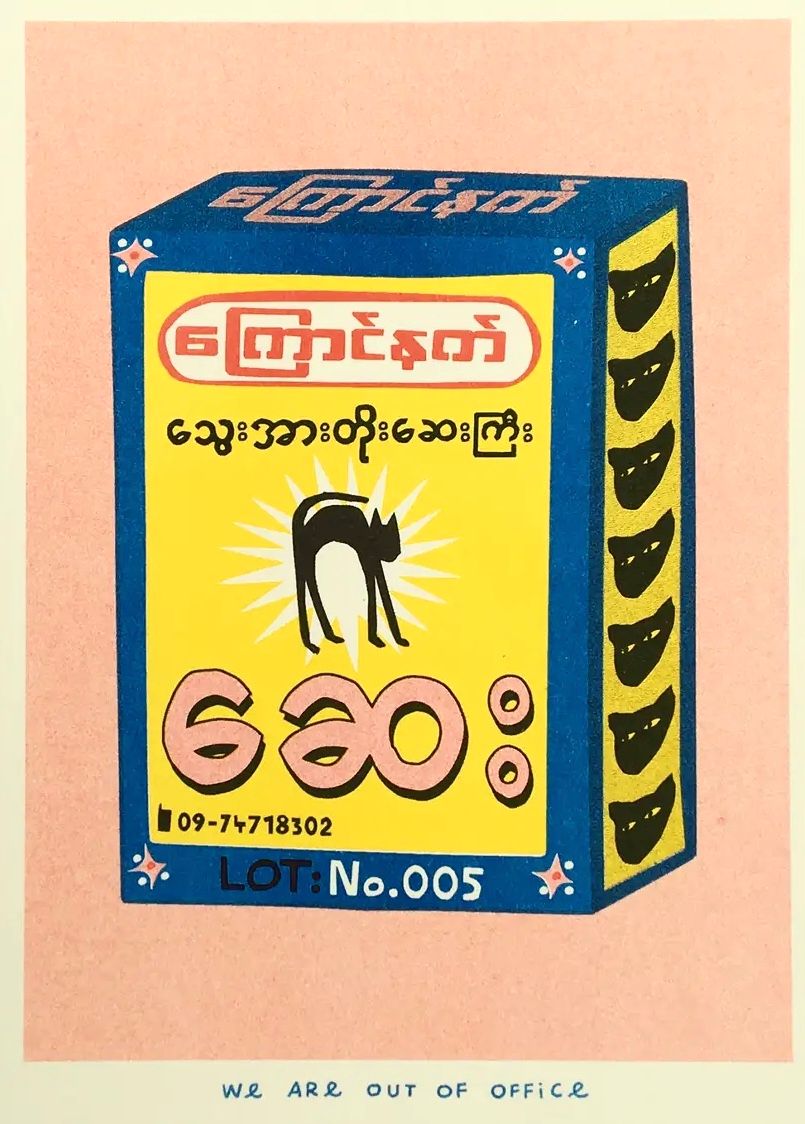 ကြောင်နက်
ကြောင်နက်
သွေးအားတိုးဆေးကြီး
ဆေး
09-74718302
LOT: No.005
We ARe OUT OF OFFiCe